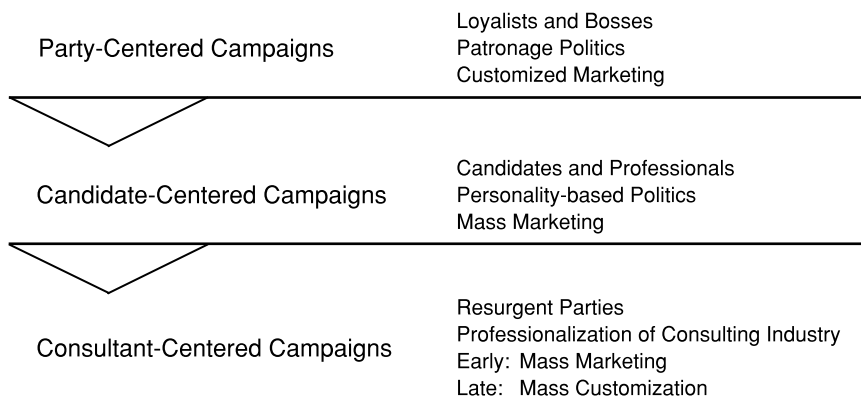 Party-Centered Campaigns
Loyalists and Bosses
Patronage Politics
Customized Marketing
Candidate-Centered Campaigns
Candidates and Professionals
Personality-based Politics
Mass Marketing
Consultant-Centered Campaigns
Resurgent Parties
Professionalization of Consulting Industry
Early: Mass Marketing
Late: Mass Customization